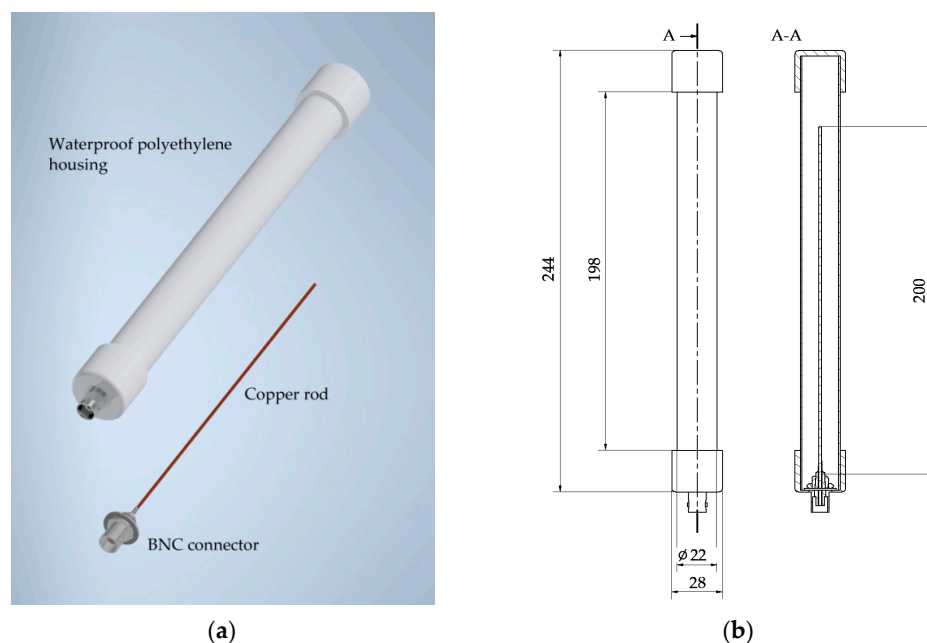 Waterproof polyethylene
housing
Copper rod
BNC connector
(a)
A
A-A
244
198
200
ϕ 22
28
(b)